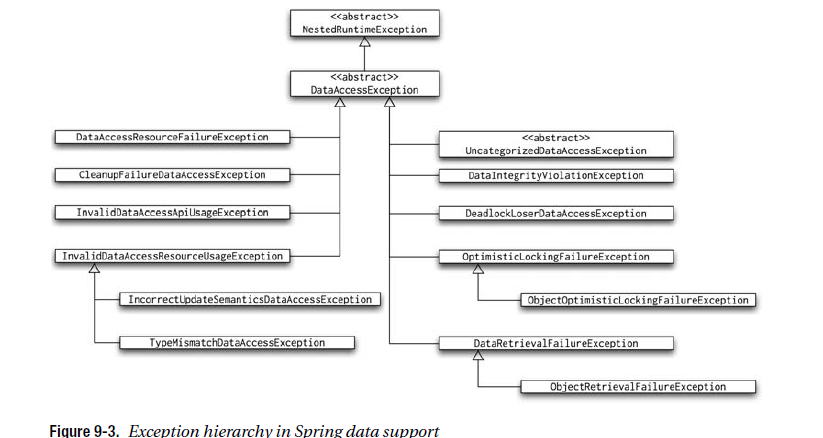 <<abstract>>
NestedRuntimeException
<<abstract>>
DataAccessException
DataAccessResourceFailureException
CleanupFailureDataAccessException
InvalidDataAccessApiUsageException
InvalidDataAccessResourceUsageException
IncorrectUpdateSemanticsDataAccessException
TypeMismatchDataAccessException
<<abstract>>
UncategorizedDataAccessException
DataIntegrityViolationException
DeadlockLoserDataAccessException
OptimisticLockingFailureException
ObjectOptimisticLockingFailureException
DataRetrievalFailureException
ObjectRetrievalFailureException
Figure 9-3. Exception hierarchy in Spring data support